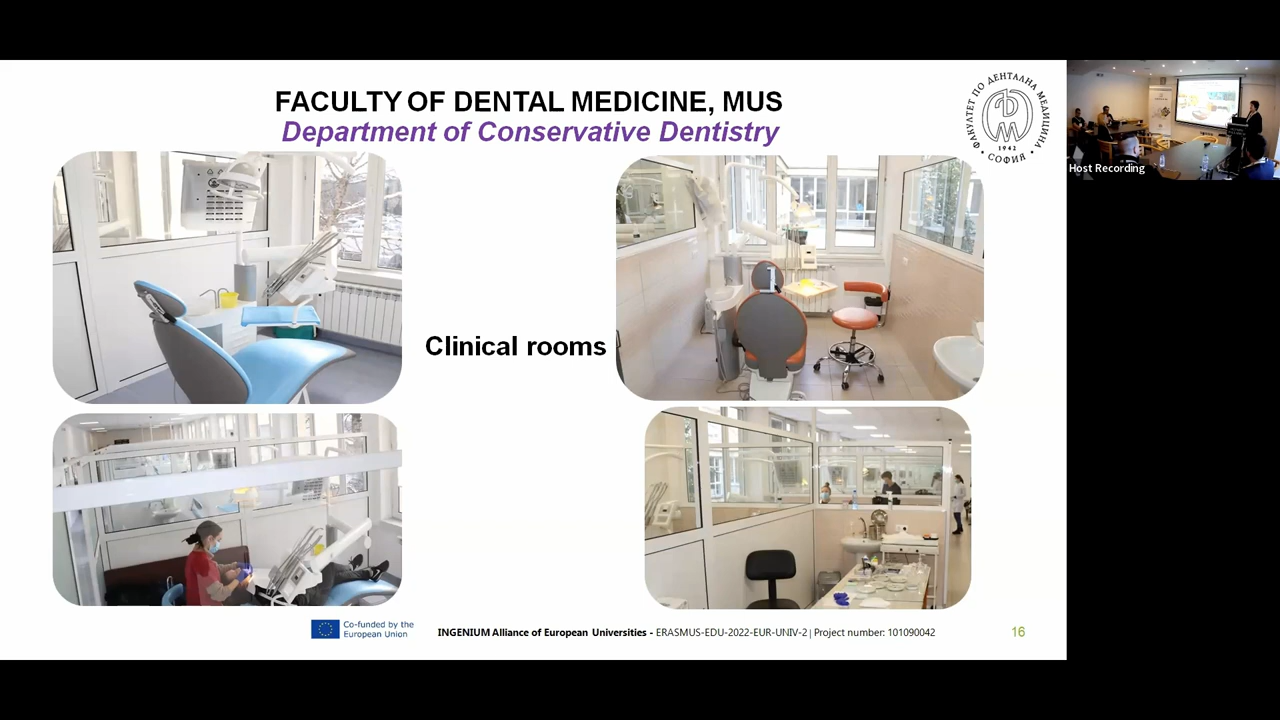 FACULTY OF DENTAL MEDICINE, MUS
Department of Conservative Dentistry
ФАКУЛТЕТ ПО ДЕНТАЛНА МЕДИЦИНА
ФДМ
1942
• СОФИЯ •
Host Recording
Clinical rooms
Co-funded by the
European Union
INGENIUM Alliance of European Universities - ERASMUS-EDU-2022-EUR-UNIV-2 | Project number: 101090042
16